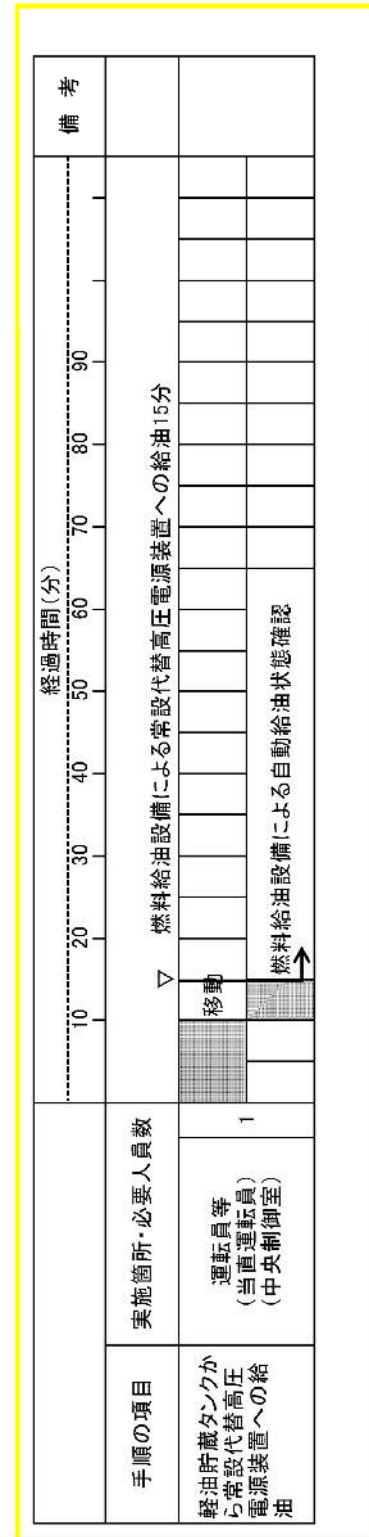 経過時間(分)
備 考
10 20 30 40 50 60 70 80 90
手順の項目
実施箇所・必要人員数
▽ 燃料給油設備による常設代替高圧電源装置への給油15分
軽油貯蔵タンクか
ら常設代替高圧
電源装置への給
油
運転員等
(当直運転員)
(中央制御室)
1
移動
燃料給油設備による自動給油状態確認